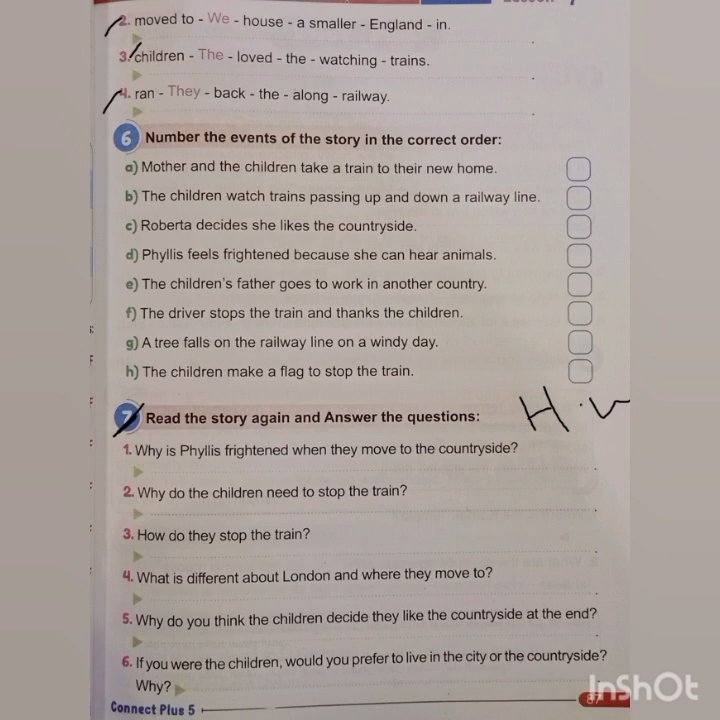 2. moved to - We - house - a smaller - England - in.
3. children - The - loved - the - watching - trains.
4. ran - They - back - the - along - railway.
6 Number the events of the story in the correct order:
a) Mother and the children take a train to their new home.
b) The children watch trains passing up and down a railway line.
c) Roberta decides she likes the countryside.
d) Phyllis feels frightened because she can hear animals.
e) The children's father goes to work in another country.
f) The driver stops the train and thanks the children.
g) A tree falls on the railway line on a windy day.
h) The children make a flag to stop the train.
H.w
7 Read the story again and Answer the questions:
1. Why is Phyllis frightened when they move to the countryside?
2. Why do the children need to stop the train?
3. How do they stop the train?
4. What is different about London and where they move to?
5. Why do you think the children decide they like the countryside at the end?
6. If you were the children, would you prefer to live in the city or the countryside?
Why?
InShOt
Connect Plus 5
87